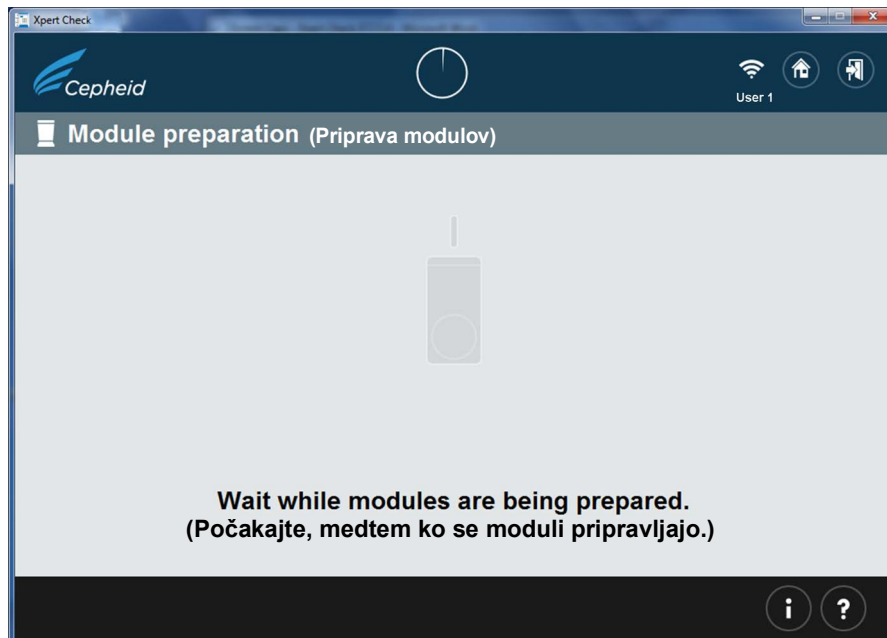 Xpert Check
Cepheid
User 1
Module preparation (Priprava modulov)
Wait while modules are being prepared.
(Počakajte, medtem ko se moduli pripravljajo.)
i ?